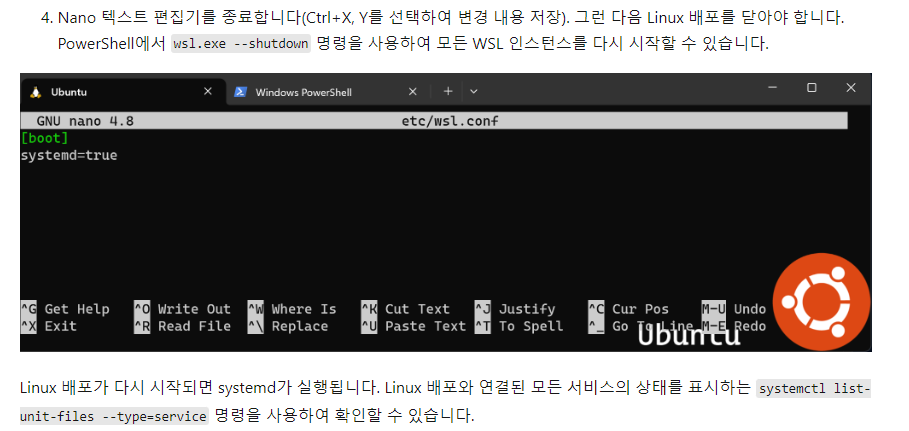 4. Nano 텍스트 편집기를 종료합니다(Ctrl+X, Y를 선택하여 변경 내용 저장). 그런 다음 Linux 배포를 닫아야 합니다.
PowerShell에서 wsl.exe --shutdown 명령을 사용하여 모든 WSL 인스턴스를 다시 시작할 수 있습니다.
Ubuntu Windows PowerShell
GNU nano 4.8 etc/wsl.conf
[boot]
systemd=true
^G Get Help ^O Write Out ^W Where Is ^K Cut Text ^J Justify ^C Cur Pos M-U Undo
^X Exit ^R Read File ^\ Replace ^U Paste Text ^T To Spell ^_ Go To Line M-E Redo
Ubuntu
Linux 배포가 다시 시작되면 systemd가 실행됩니다. Linux 배포와 연결된 모든 서비스의 상태를 표시하는 systemctl list-
unit-files --type=service 명령을 사용하여 확인할 수 있습니다.